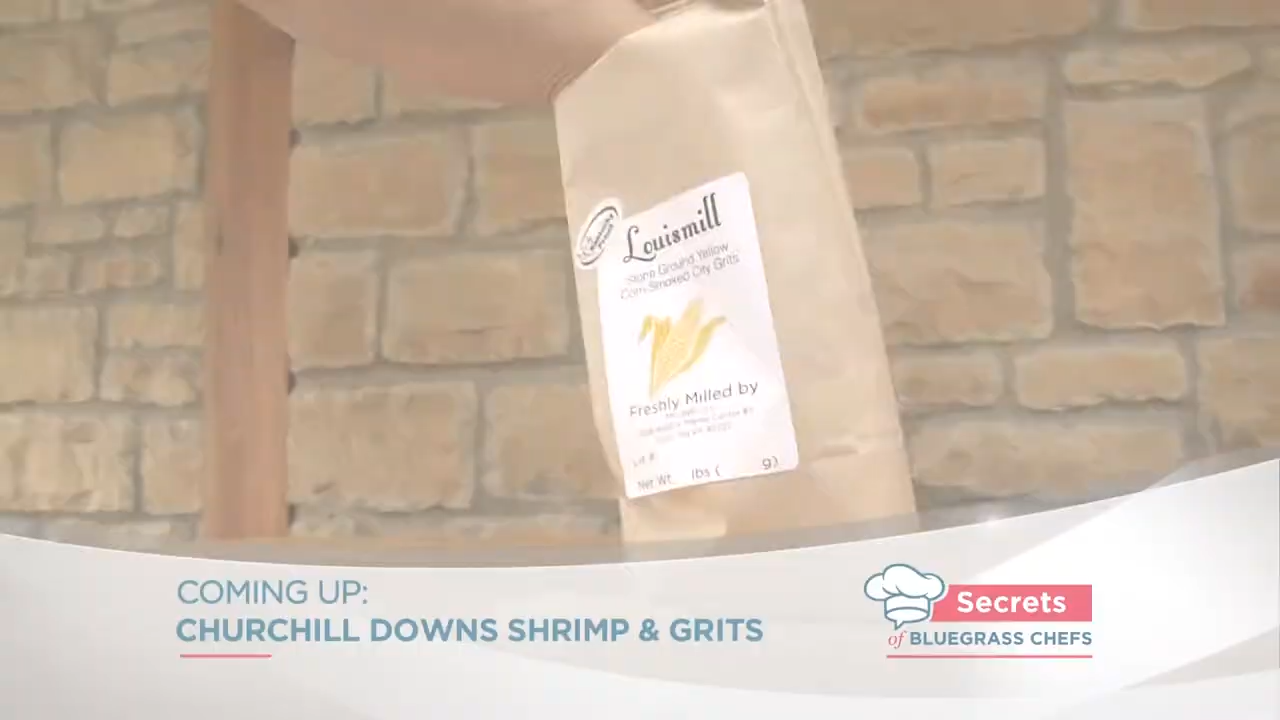 Louismill
Stone Ground Yellow
Corn-Smoked City Grits
Freshly Milled by
Lot #
Net Wt. lbs ( g)
COMING UP:
CHURCHILL DOWNS SHRIMP & GRITS
Secrets
of BLUEGRASS CHEFS